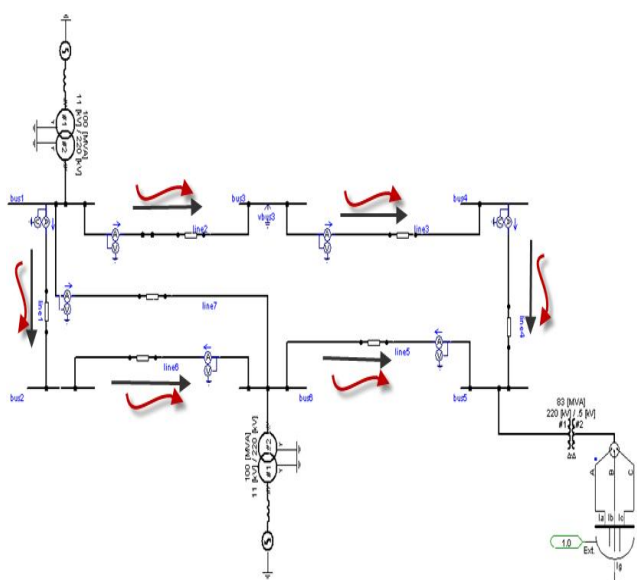 S
#1
#2
100 [MVA]
11 [kV] / 220 [kV]
bus1
bus3
bus4
vbus3
line2
line3
line1
line7
line4
line6
line5
bus2
bus6
bus5
#2
#1
100 [MVA]
11 [kV] / 220 [kV]
S
83 [MVA]
220 [kV] / .5 [kV]
#1
#2
A
B
C
Ia
Ib
Ic
1.0
Ext.
Ig